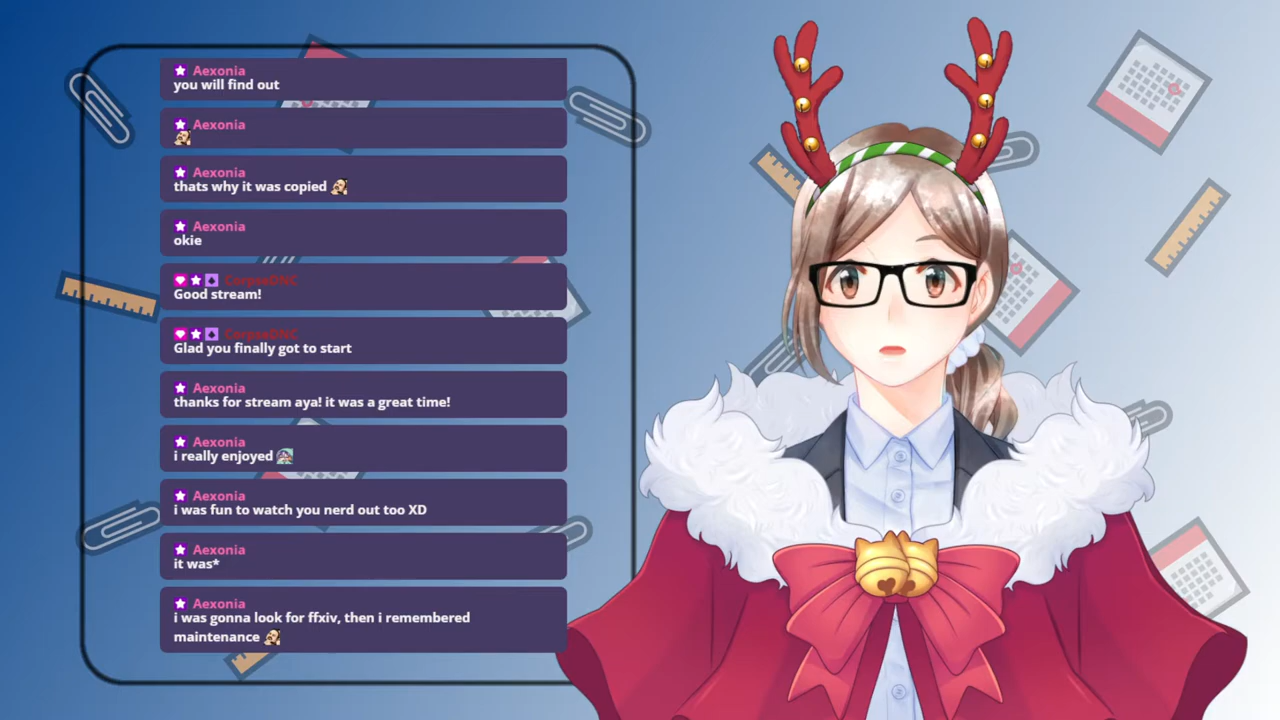 Aexonia
you will find out
Aexonia
Aexonia
thats why it was copied
Aexonia
okie
CorpseDNC
Good stream!
CorpseDNC
Glad you finally got to start
Aexonia
thanks for stream aya! it was a great time!
Aexonia
i really enjoyed
Aexonia
i was fun to watch you nerd out too XD
Aexonia
it was*
Aexonia
i was gonna look for ffxiv, then i remembered
maintenance